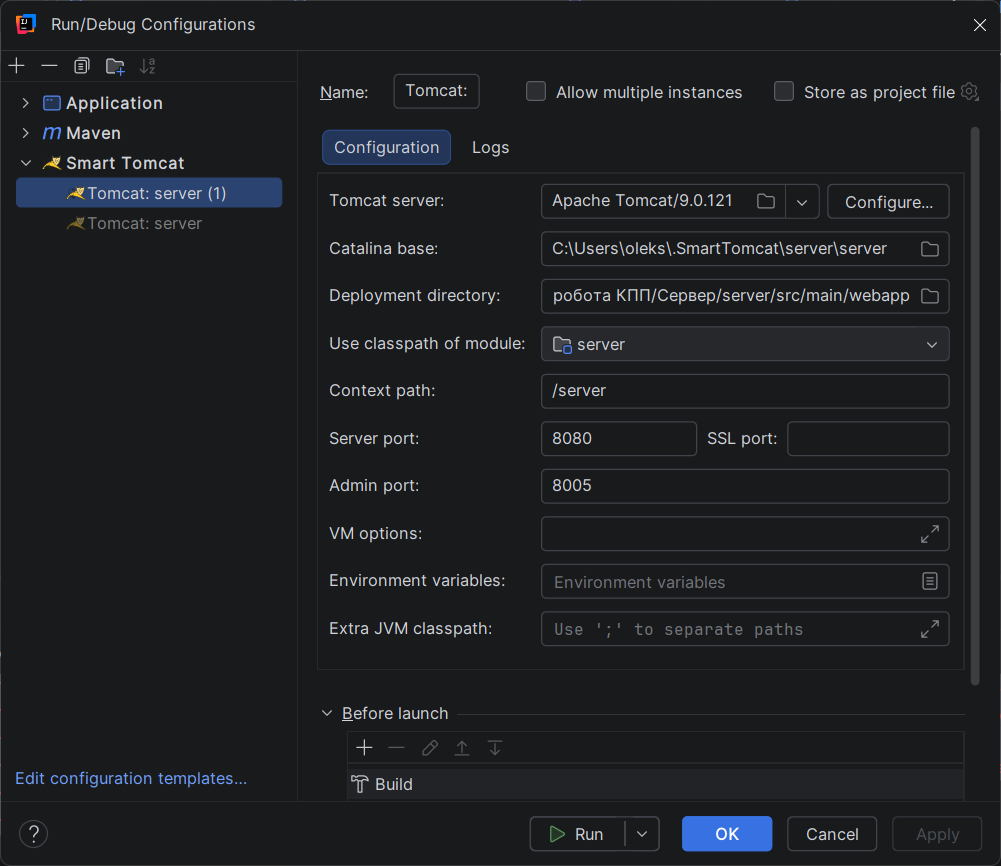 Run/Debug Configurations
Application
Maven
Smart Tomcat
Tomcat: server (1)
Tomcat: server
Edit configuration templates...
Name: Tomcat: Allow multiple instances Store as project file
Configuration Logs
Tomcat server: Apache Tomcat/9.0.121 Configure...
Catalina base: C:\Users\oleks\.SmartTomcat\server\server
Deployment directory: робота КПП/Сервер/server/src/main/webapp
Use classpath of module: server
Context path: /server
Server port: 8080 SSL port:
Admin port: 8005
VM options:
Environment variables: Environment variables
Extra JVM classpath: Use ';' to separate paths
Before launch
Build
? Run OK Cancel Apply